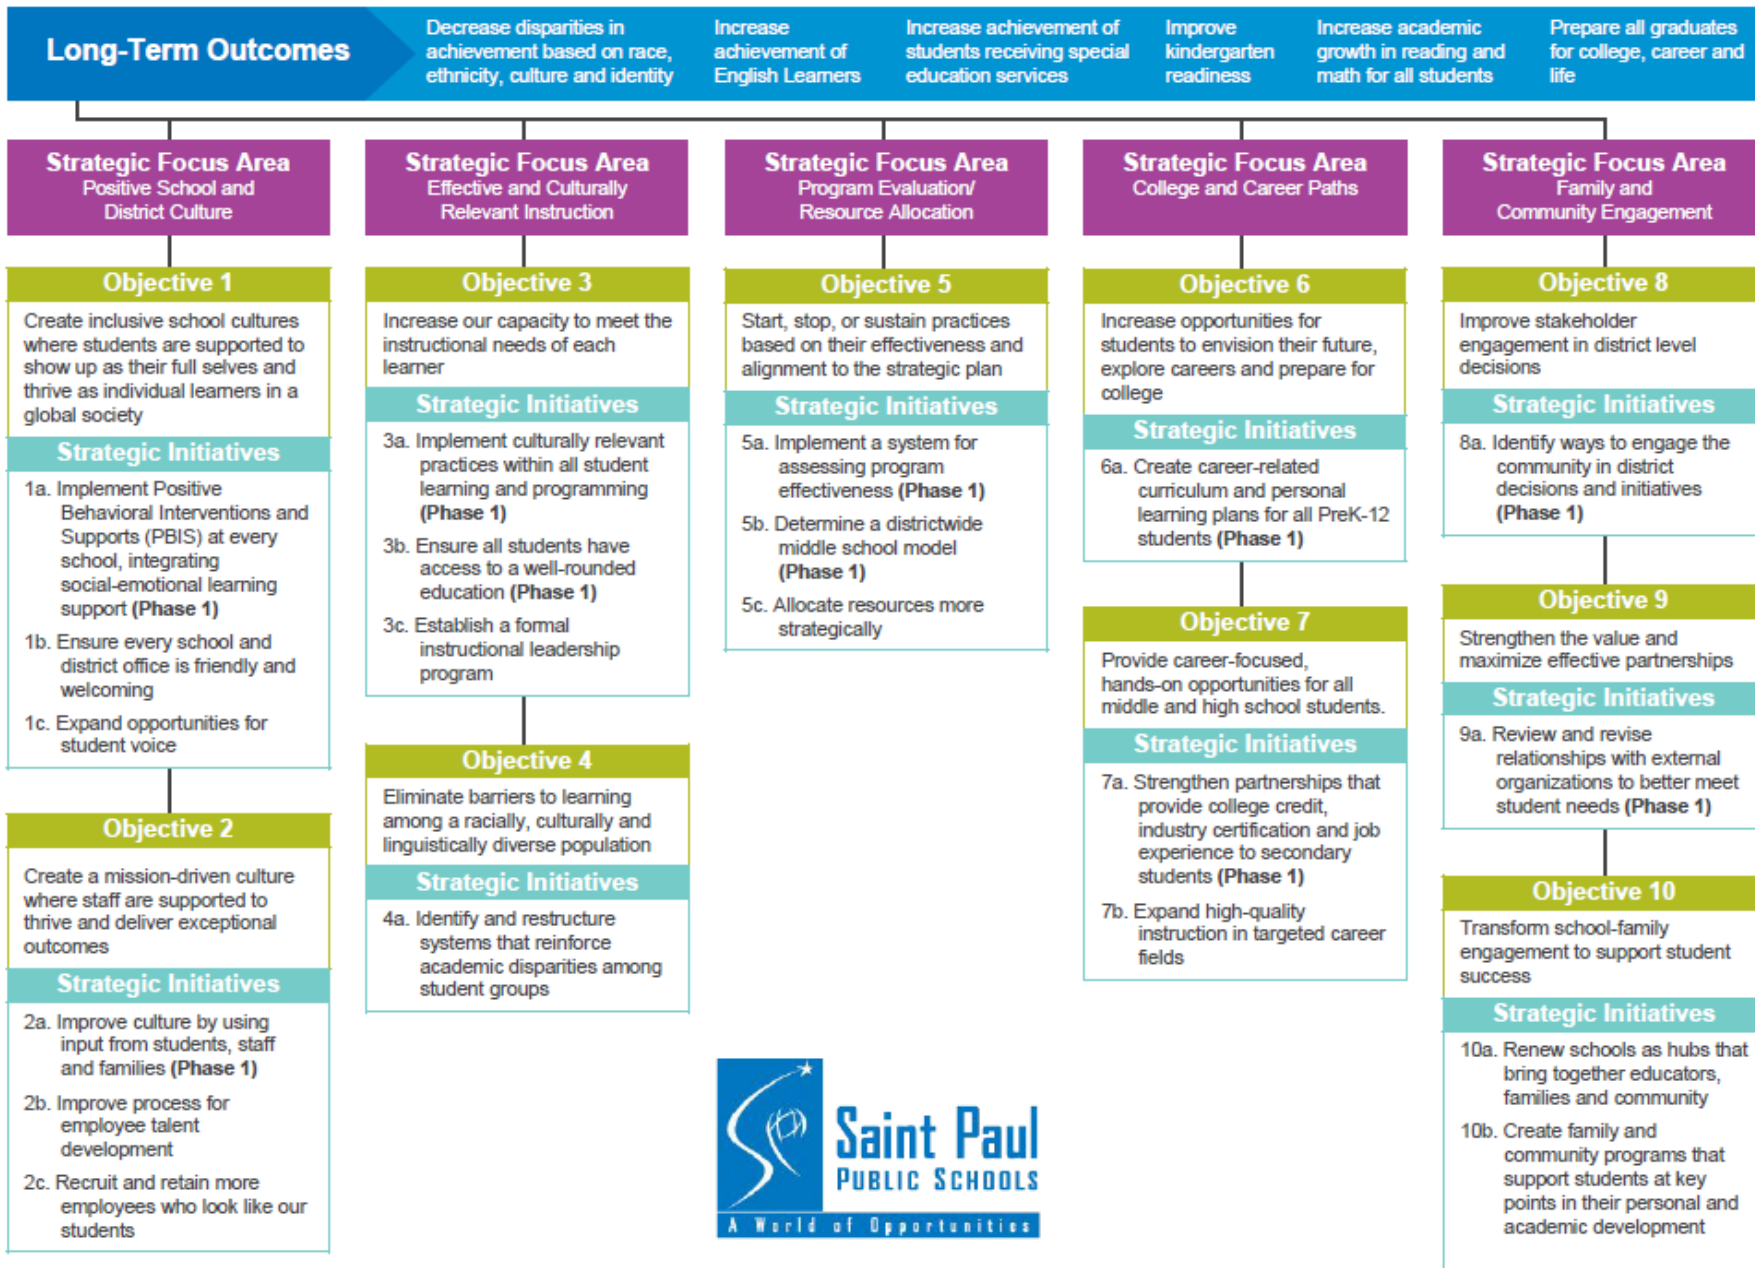 Long-Term Outcomes
Decrease disparities in
achievement based on race,
ethnicity, culture and identity
Increase
achievement of
English Learners
Increase achievement of
students receiving special
education services
Improve
kindergarten
readiness
Increase academic
growth in reading and
math for all students
Prepare all graduates
for college, career and
life
Strategic Focus Area
Positive School and
District Culture
Objective 1
Create inclusive school cultures
where students are supported to
show up as their full selves and
thrive as individual learners in a
global society
Strategic Initiatives
1a. Implement Positive
Behavioral Interventions and
Supports (PBIS) at every
school, integrating
social-emotional learning
support (Phase 1)
1b. Ensure every school and
district office is friendly and
welcoming
1c. Expand opportunities for
student voice
Objective 2
Create a mission-driven culture
where staff are supported to
thrive and deliver exceptional
outcomes
Strategic Initiatives
2a. Improve culture by using
input from students, staff
and families (Phase 1)
2b. Improve process for
employee talent
development
2c. Recruit and retain more
employees who look like our
students
Strategic Focus Area
Effective and Culturally
Relevant Instruction
Objective 3
Increase our capacity to meet the
instructional needs of each
learner
Strategic Initiatives
3a. Implement culturally relevant
practices within all student
learning and programming
(Phase 1)
3b. Ensure all students have
access to a well-rounded
education (Phase 1)
3c. Establish a formal
instructional leadership
program
Objective 4
Eliminate barriers to learning
among a racially, culturally and
linguistically diverse population
Strategic Initiatives
4a. Identify and restructure
systems that reinforce
academic disparities among
student groups
Strategic Focus Area
Program Evaluation/
Resource Allocation
Objective 5
Start, stop, or sustain practices
based on their effectiveness and
alignment to the strategic plan
Strategic Initiatives
5a. Implement a system for
assessing program
effectiveness (Phase 1)
5b. Determine a districtwide
middle school model
(Phase 1)
5c. Allocate resources more
strategically
Strategic Focus Area
College and Career Paths
Objective 6
Increase opportunities for
students to envision their future,
explore careers and prepare for
college
Strategic Initiatives
6a. Create career-related
curriculum and personal
learning plans for all PreK-12
students (Phase 1)
Objective 7
Provide career-focused,
hands-on opportunities for all
middle and high school students.
Strategic Initiatives
7a. Strengthen partnerships that
provide college credit,
industry certification and job
experience to secondary
students (Phase 1)
7b. Expand high-quality
instruction in targeted career
fields
Strategic Focus Area
Family and
Community Engagement
Objective 8
Improve stakeholder
engagement in district level
decisions
Strategic Initiatives
8a. Identify ways to engage the
community in district
decisions and initiatives
(Phase 1)
Objective 9
Strengthen the value and
maximize effective partnerships
Strategic Initiatives
9a. Review and revise
relationships with external
organizations to better meet
student needs (Phase 1)
Objective 10
Transform school-family
engagement to support student
success
Strategic Initiatives
10a. Renew schools as hubs that
bring together educators,
families and community
10b. Create family and
community programs that
support students at key
points in their personal and
academic development
Saint Paul
PUBLIC SCHOOLS
A World of Opportunities